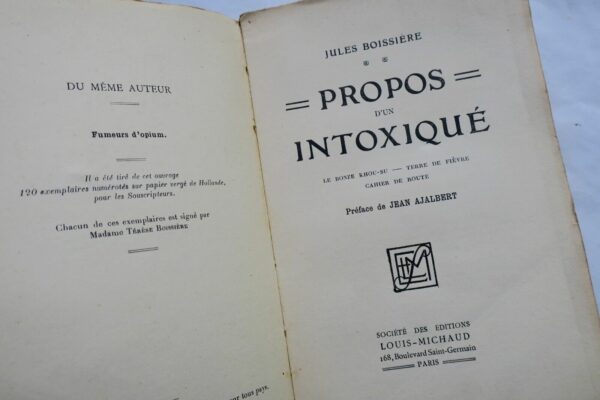 DU MÊME AUTEUR
Fumeurs d'opium.
Il a été tiré de cet ouvrage
120 exemplaires numérotés sur papier vergé de Hollande,
pour les Souscripteurs.
Chacun de ces exemplaires est signé par
Madame TÉRÈSE BOISSIÈRE
tous pays.
JULES BOISSIÈRE
PROPOS
D'UN
INTOXIQUÉ
LE BONZE KHOU-SU — TERRE DE FIÈVRE
CAHIER DE ROUTE
Préface de JEAN AJALBERT
SOCIÉTÉ DES EDITIONS
LOUIS-MICHAUD
168, Boulevard Saint-Germain
PARIS